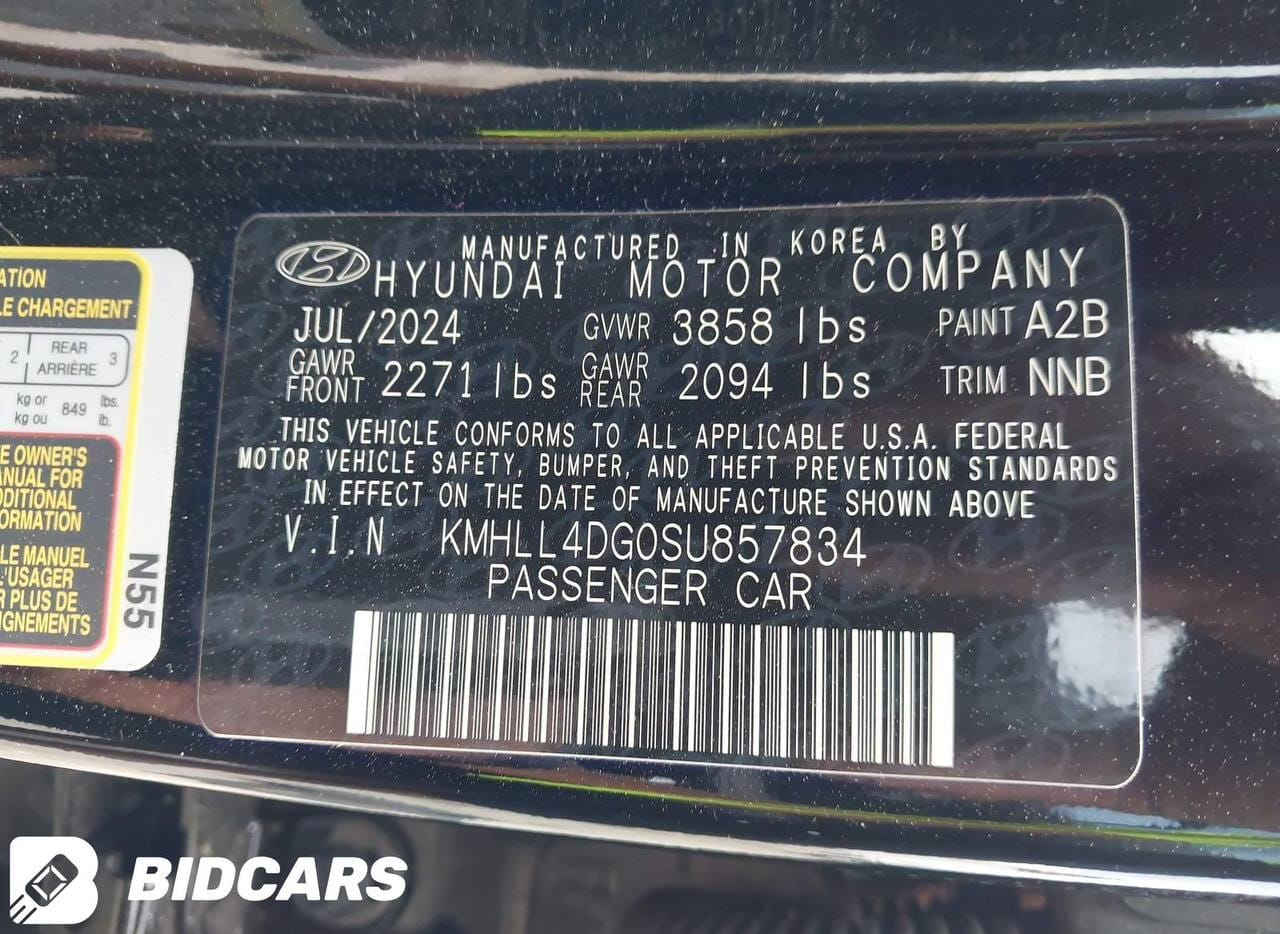 MANUFACTURED IN KOREA BY
HYUNDAI MOTOR COMPANY
JUL/2024 GVWR 3858 lbs PAINT A2B
GAWR FRONT 2271 lbs GAWR REAR 2094 lbs TRIM NNB
THIS VEHICLE CONFORMS TO ALL APPLICABLE U.S.A. FEDERAL
MOTOR VEHICLE SAFETY, BUMPER, AND THEFT PREVENTION STANDARDS
IN EFFECT ON THE DATE OF MANUFACTURE SHOWN ABOVE
V.I.N KMHLL4DG0SU857834
PASSENGER CAR
ATION
LE CHARGEMENT
2 REAR 3
ARRIÈRE
kg or 849 lbs.
kg ou lb.
E OWNER'S
ANUAL FOR
DDITIONAL
FORMATION
LE MANUEL
L'USAGER
R PLUS DE
IGNEMENTS
N55
BIDCARS